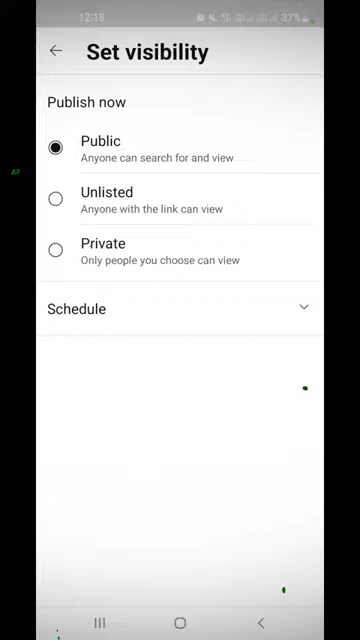 12:18
37%
Set visibility
Publish now
Public
Anyone can search for and view
Unlisted
Anyone with the link can view
Private
Only people you choose can view
Schedule